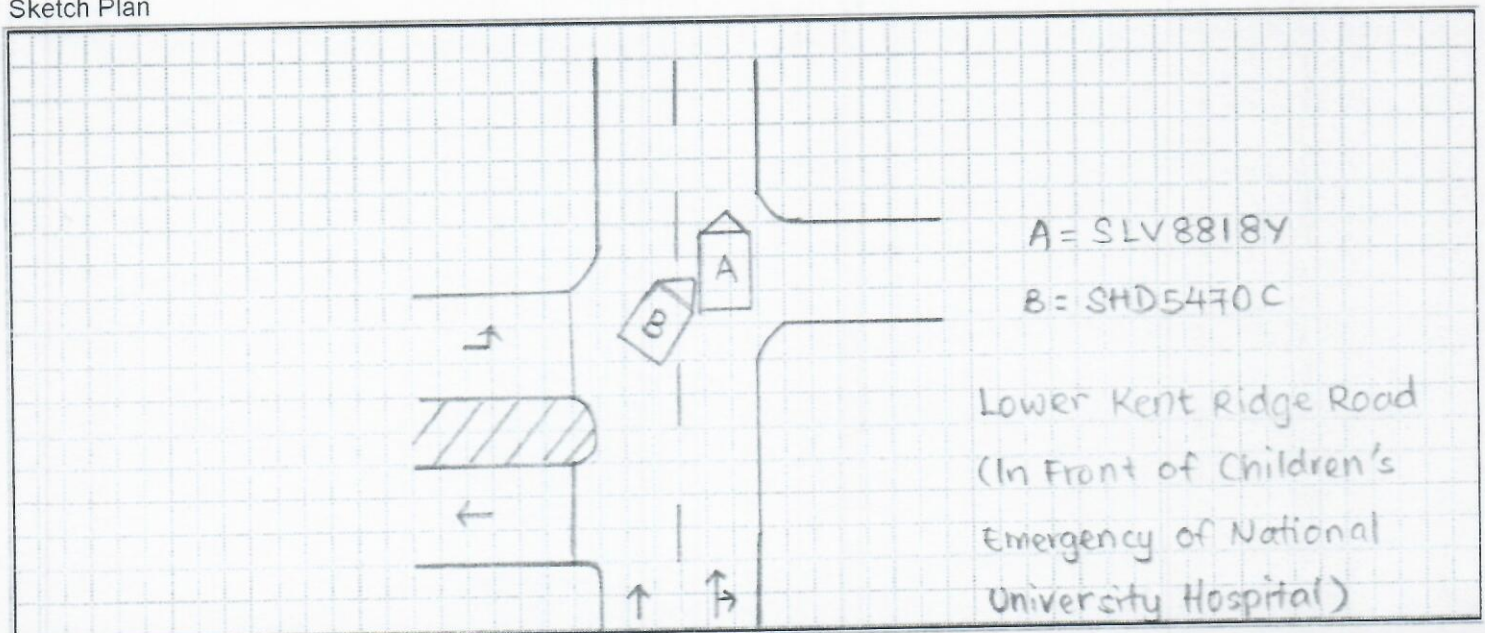 Sketch Plan
A = SLV8818Y
A
B = SHD5470C
B
Lower Kent Ridge Road
(In Front of Children's
Emergency of National
University Hospital)